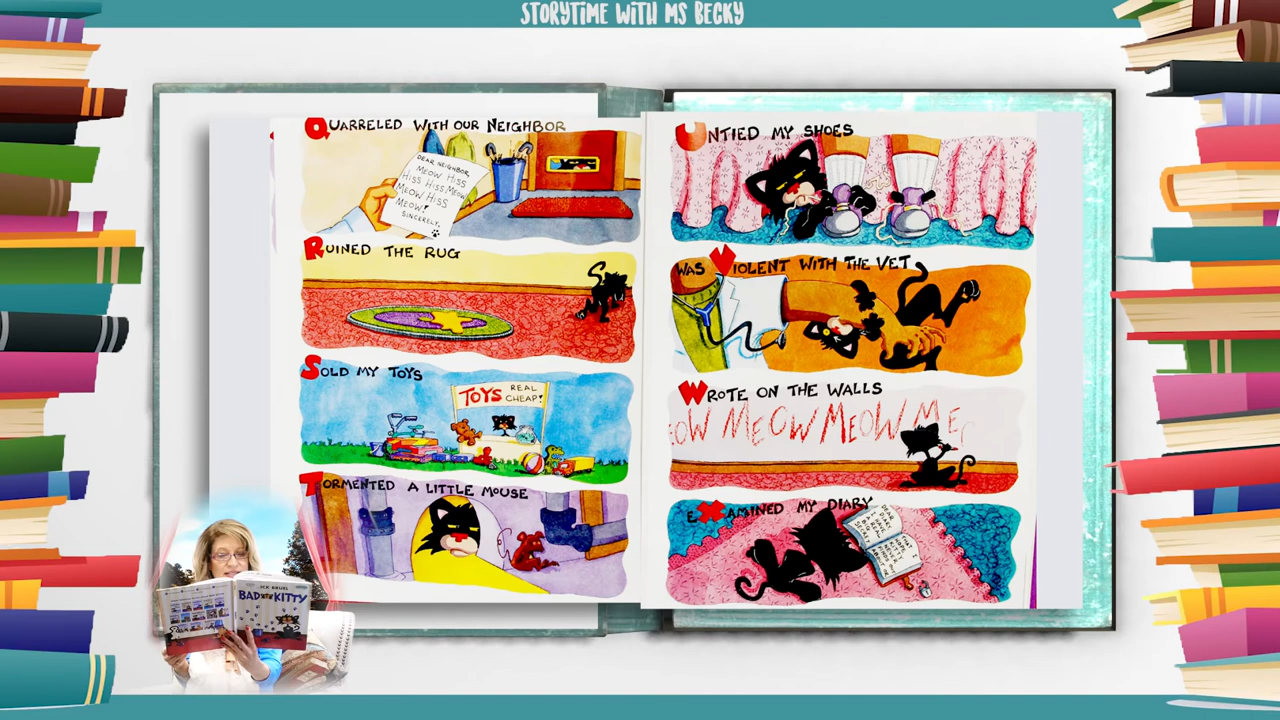 STORYTIME WITH MS BECKY
QUARRELED WITH OUR NEIGHBOR
DEAR NEIGHBOR,
MEOW HISS
HISS HISS MEOW
MEOW HISS
MEOW!
SINCERELY,
RUINED THE RUG
SOLD MY TOYS
TOYS REAL
CHEAP!
TORMENTED A LITTLE MOUSE
UNTIED MY SHOES
WAS VIOLENT WITH THE VET
WROTE ON THE WALLS
EOW MEOW MEOW ME
EXAMINED MY DIARY
DEAR
BAD KITTY